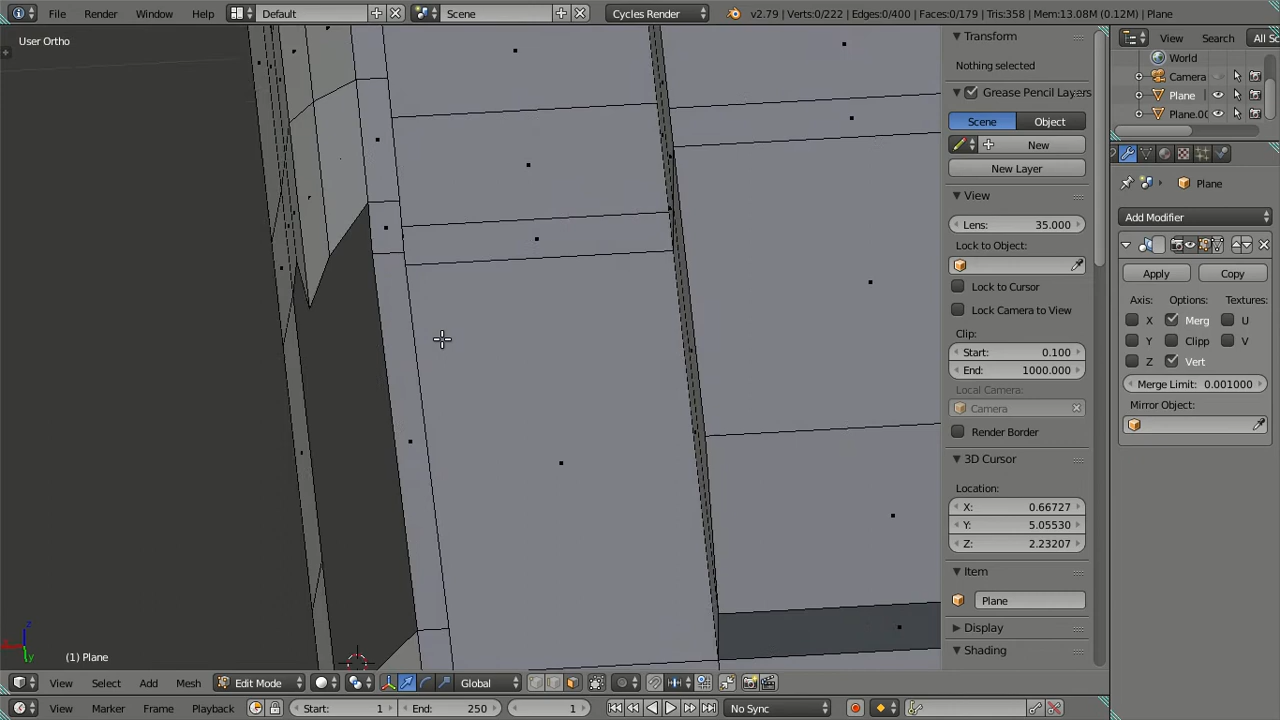 File Render Window Help Default Scene Cycles Render v2.79 | Verts:0/222 | Edges:0/400 | Faces:0/179 | Tris:358 | Mem:13.08M (0.12M) | Plane
User Ortho
Transform
Nothing selected
Grease Pencil Layers
Scene Object
New
New Layer
View
Lens: 35.000
Lock to Object:
Lock to Cursor
Lock Camera to View
Clip:
Start: 0.100
End: 1000.000
Local Camera:
Camera
Render Border
3D Cursor
Location:
X: 0.66727
Y: 5.05530
Z: 2.23207
Item
Plane
Display
Shading
View Search All Sc
World
Camera
Plane
Plane.00
Plane
Add Modifier
Apply Copy
Axis: Options: Textures:
X Merg U
Y Clipp V
Z Vert
Merge Limit: 0.001000
Mirror Object:
z
y
(1) Plane
View Select Add Mesh Edit Mode Global
View Marker Frame Playback Start: 1 End: 250 1 No Sync